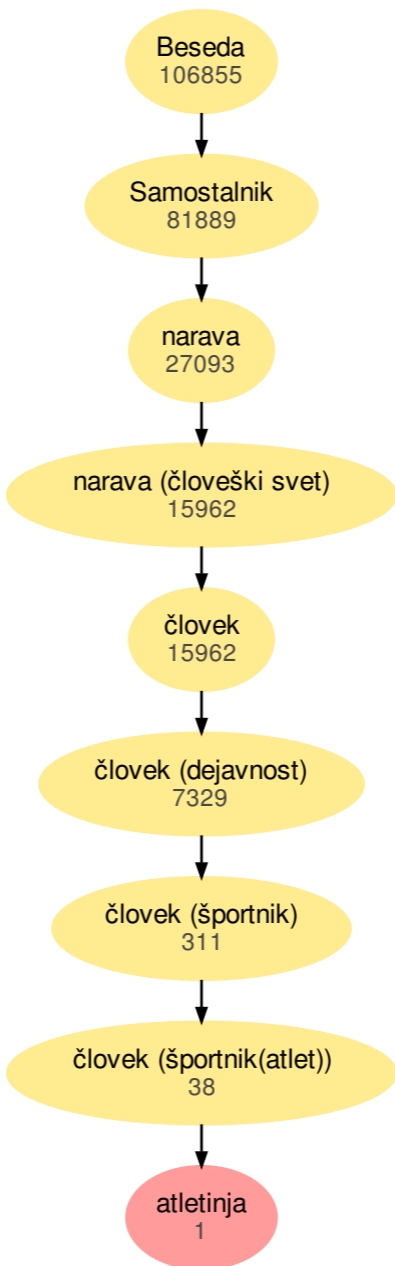 Beseda
106855
Samostalnik
81889
narava
27093
narava (človeški svet)
15962
človek
15962
človek (dejavnost)
7329
človek (športnik)
311
človek (športnik(atlet))
38
atletinja
1